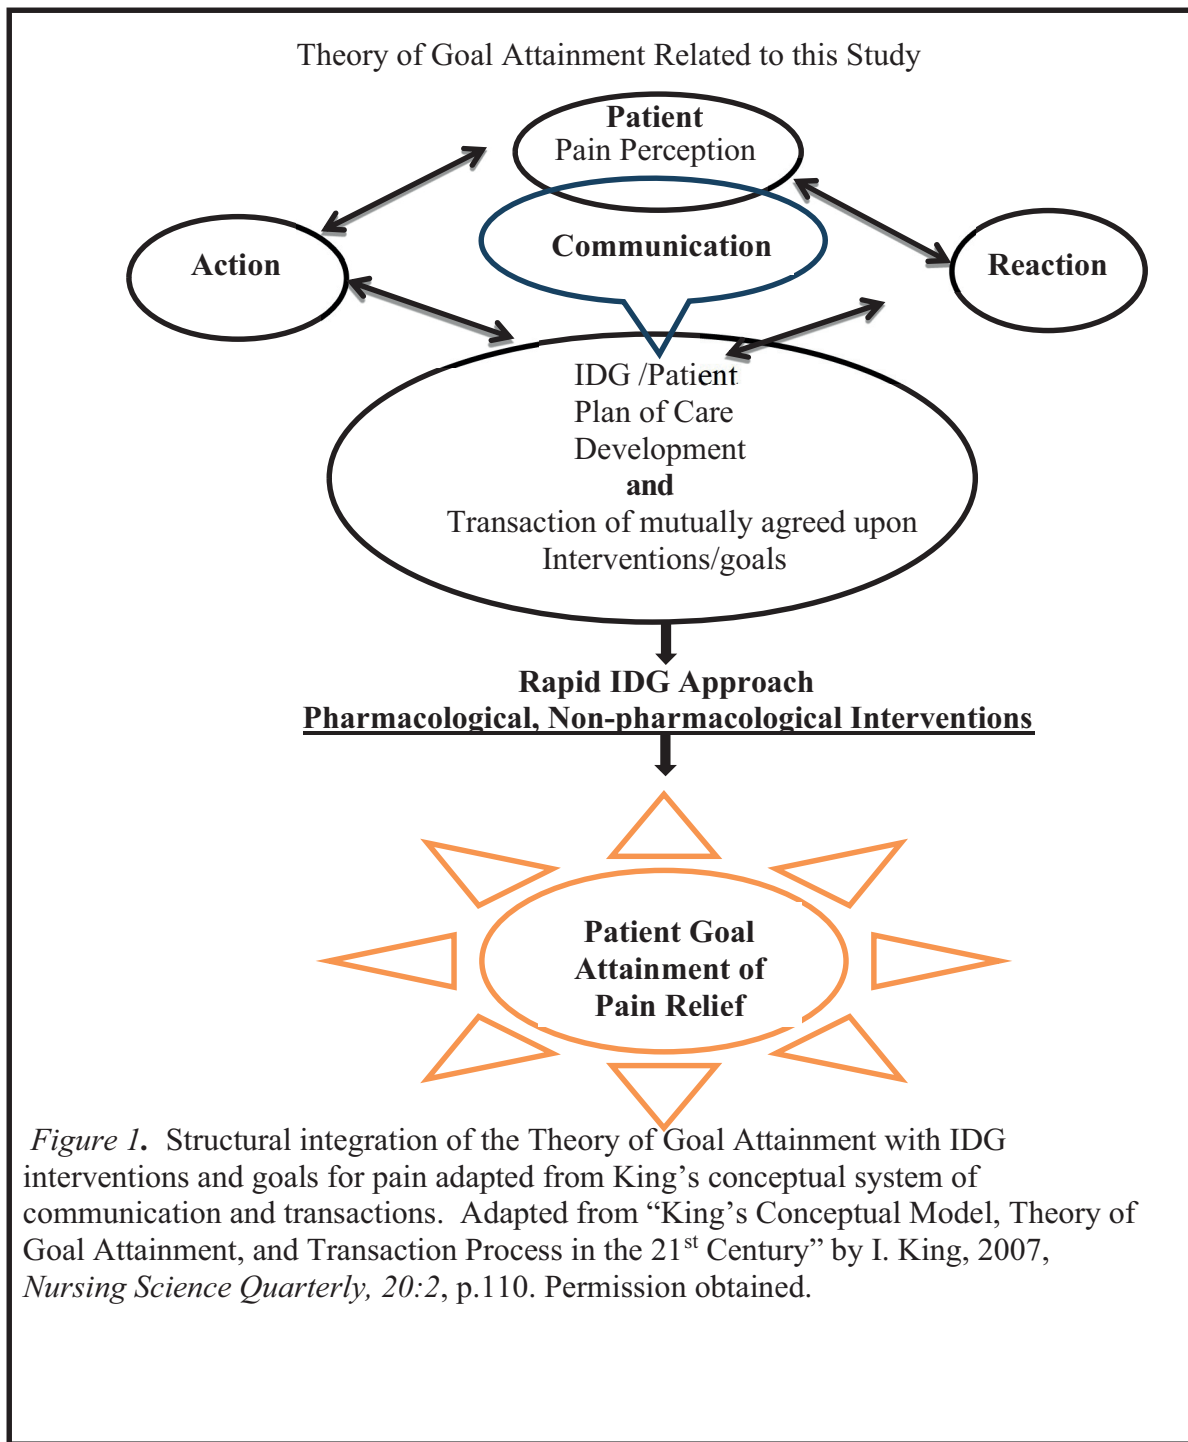 Theory of Goal Attainment Related to this Study
Patient
Pain Perception
Action
Communication
Reaction
IDG /Patient
Plan of Care
Development
and
Transaction of mutually agreed upon
Interventions/goals
Rapid IDG Approach
Pharmacological, Non-pharmacological Interventions
Patient Goal
Attainment of
Pain Relief
Figure 1. Structural integration of the Theory of Goal Attainment with IDG
interventions and goals for pain adapted from King’s conceptual system of
communication and transactions.  Adapted from “King’s Conceptual Model, Theory of
Goal Attainment, and Transaction Process in the 21st Century” by I. King, 2007,
Nursing Science Quarterly, 20:2, p.110. Permission obtained.